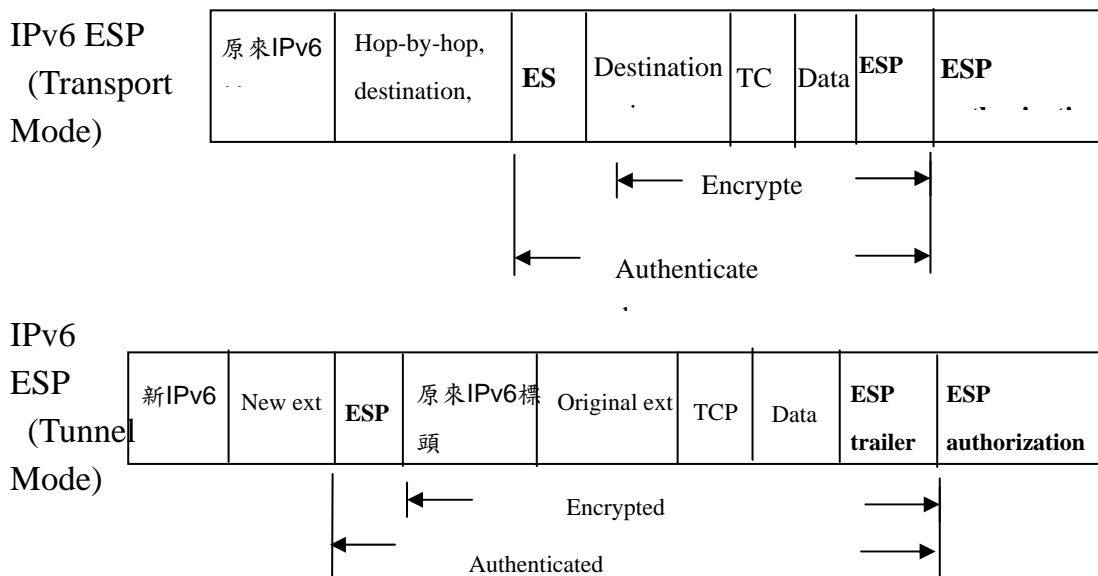 IPv6 ESP
(Transport
Mode)
原來IPv6
Hop-by-hop,
destination,
ES
Destination
TC
Data
ESP
ESP
Encrypte
Authenticate
IPv6
ESP
(Tunnel
Mode)
新IPv6
New ext
ESP
原來IPv6標
頭
Original ext
TCP
Data
ESP
trailer
ESP
authorization
Encrypted
Authenticated